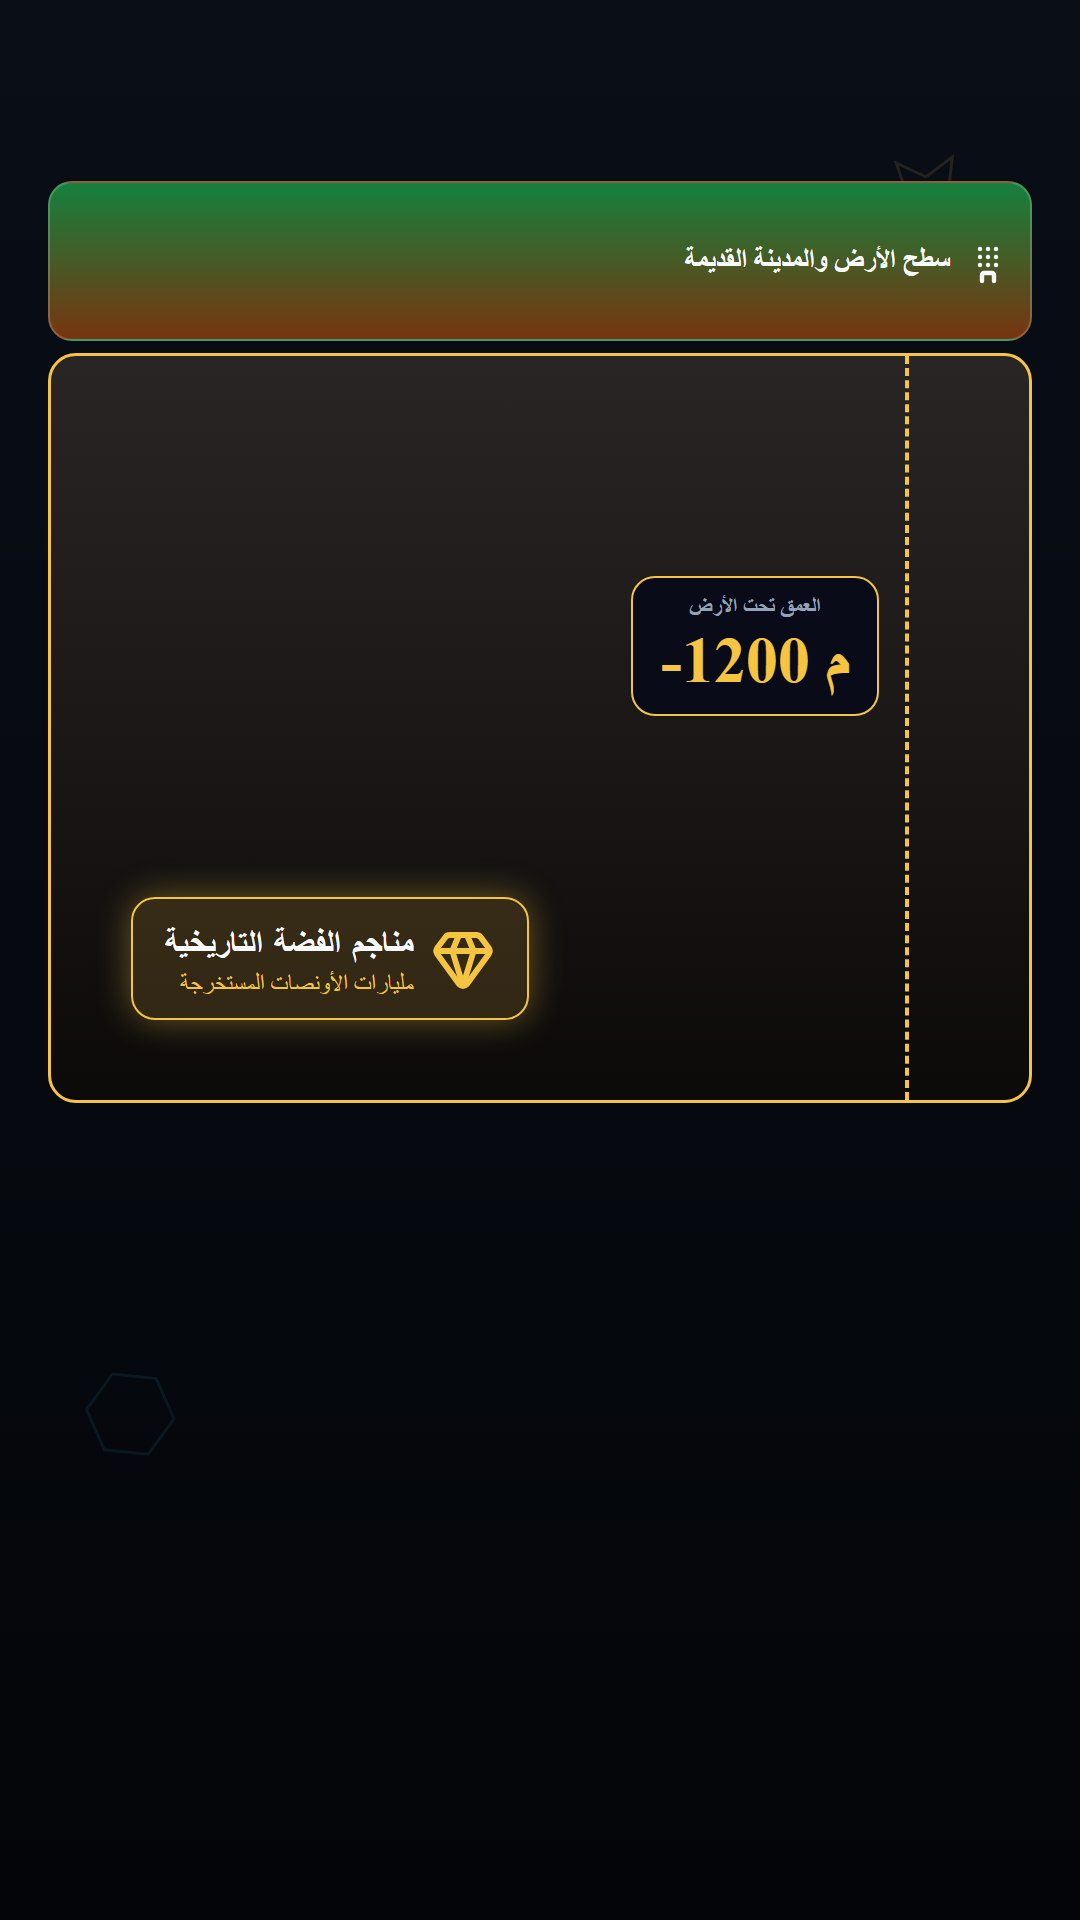 سطح الأرض والمدينة القديمة
العمق تحت الأرض
-1200 م
مناجم الفضة التاريخية
مليارات الأونصات المستخرجة